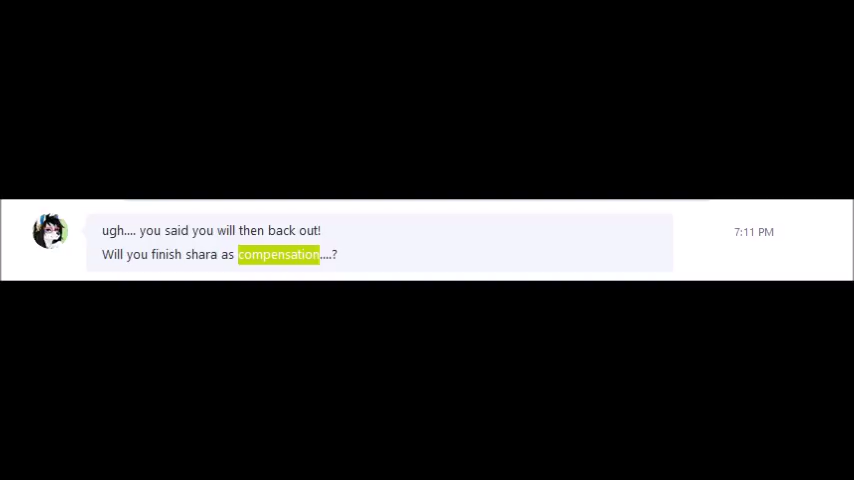 ugh.... you said you will then back out!
7:11 PM
Will you finish shara as compensation....?